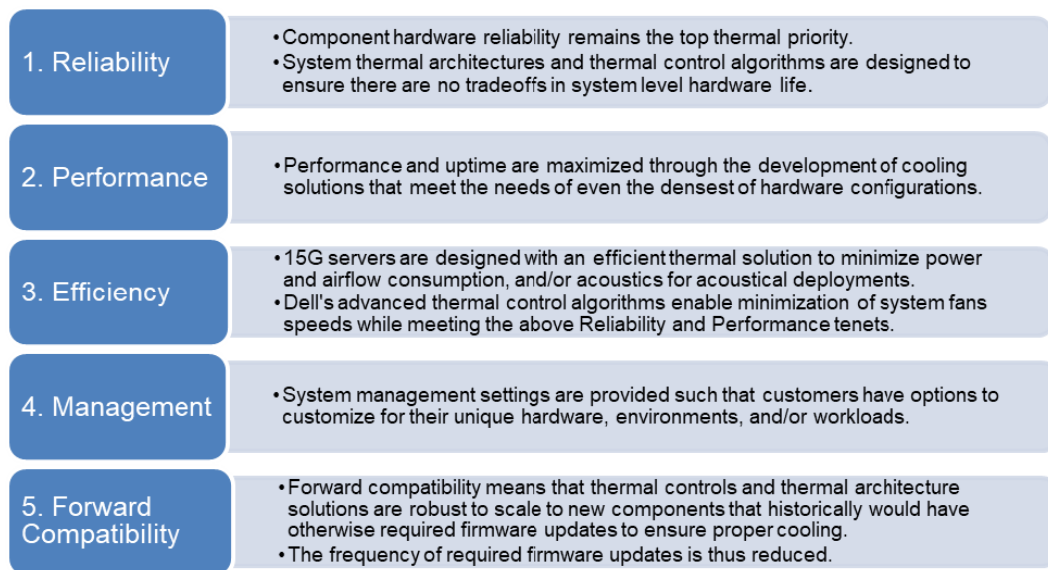 1. Reliability
•Component hardware reliability remains the top thermal priority.
•System thermal architectures and thermal control algorithms are designed to
ensure there are no tradeoffs in system level hardware life.
2. Performance
•Performance and uptime are maximized through the development of cooling
solutions that meet the needs of even the densest of hardware configurations.
3. Efficiency
•15G servers are designed with an efficient thermal solution to minimize power
and airflow consumption, and/or acoustics for acoustical deployments.
•Dell's advanced thermal control algorithms enable minimization of system fans
speeds while meeting the above Reliability and Performance tenets.
4. Management
•System management settings are provided such that customers have options to
customize for their unique hardware, environments, and/or workloads.
5. Forward
Compatibility
•Forward compatibility means that thermal controls and thermal architecture
solutions are robust to scale to new components that historically would have
otherwise required firmware updates to ensure proper cooling.
•The frequency of required firmware updates is thus reduced.